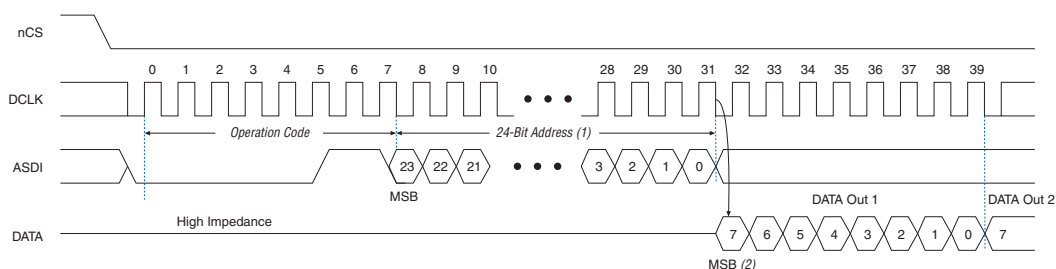 nCS
0 1 2 3 4 5 6 7 8 9 10 28 29 30 31 32 33 34 35 36 37 38 39
DCLK
Operation Code 24-Bit Address (1)
ASDI 23 22 21 3 2 1 0
MSB
DATA Out 1 DATA Out 2
High Impedance
DATA 7 6 5 4 3 2 1 0 7
MSB (2)